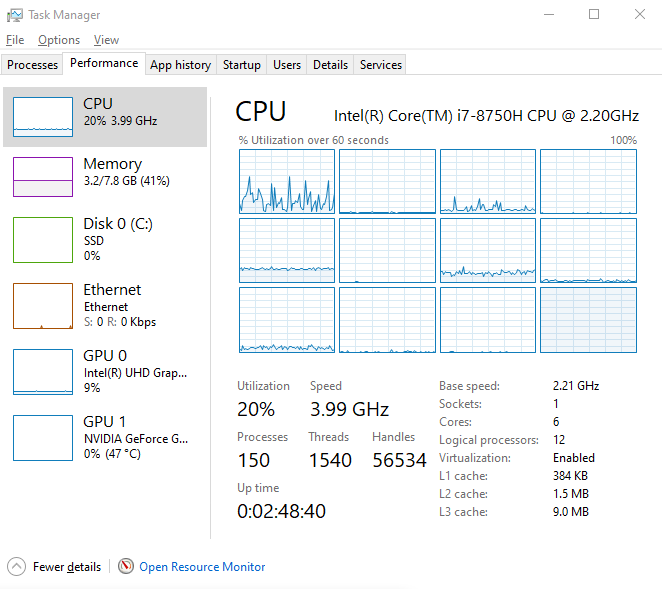 Task Manager
File Options View
Processes Performance App history Startup Users Details Services
CPU
20% 3.99 GHz
Memory
3.2/7.8 GB (41%)
Disk 0 (C:)
SSD
0%
Ethernet
Ethernet
S: 0 R: 0 Kbps
GPU 0
Intel(R) UHD Grap...
9%
GPU 1
NVIDIA GeForce G...
0% (47 °C)
CPU Intel(R) Core(TM) i7-8750H CPU @ 2.20GHz
% Utilization over 60 seconds 100%
Utilization Speed
20% 3.99 GHz
Processes Threads Handles
150 1540 56534
Up time
0:02:48:40
Base speed: 2.21 GHz
Sockets: 1
Cores: 6
Logical processors: 12
Virtualization: Enabled
L1 cache: 384 KB
L2 cache: 1.5 MB
L3 cache: 9.0 MB
Fewer details Open Resource Monitor